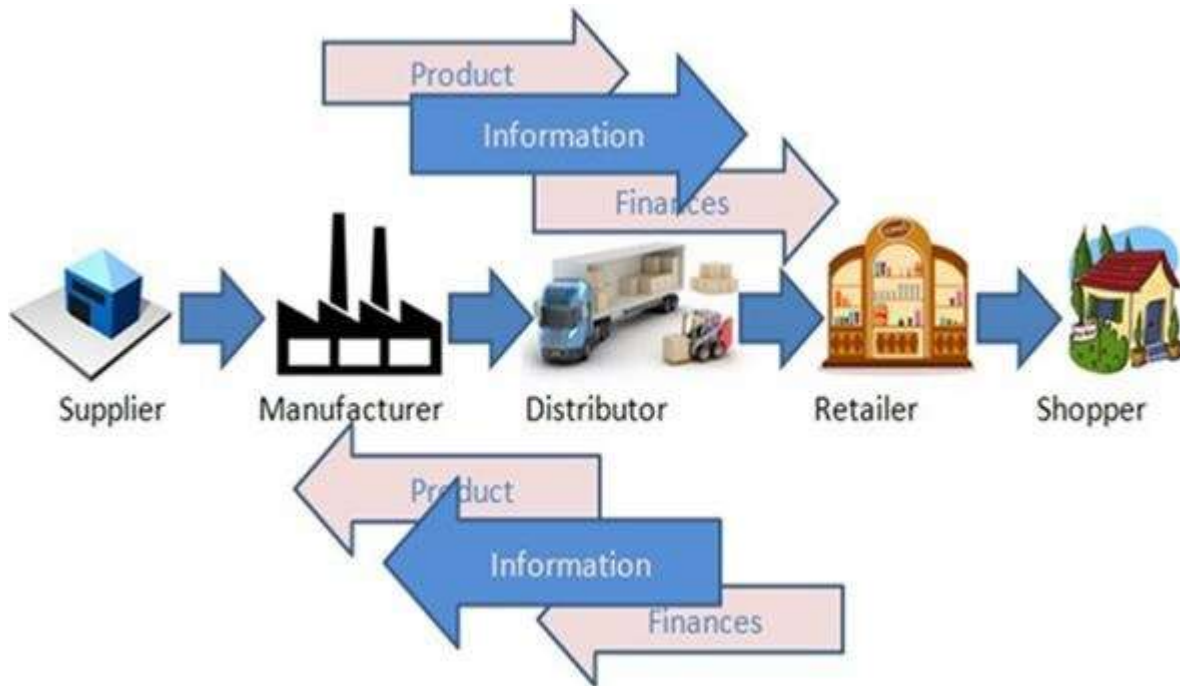 Product
Information
Finances
Supplier
Manufacturer
Distributor
Retailer
Shopper
Product
Information
Finances